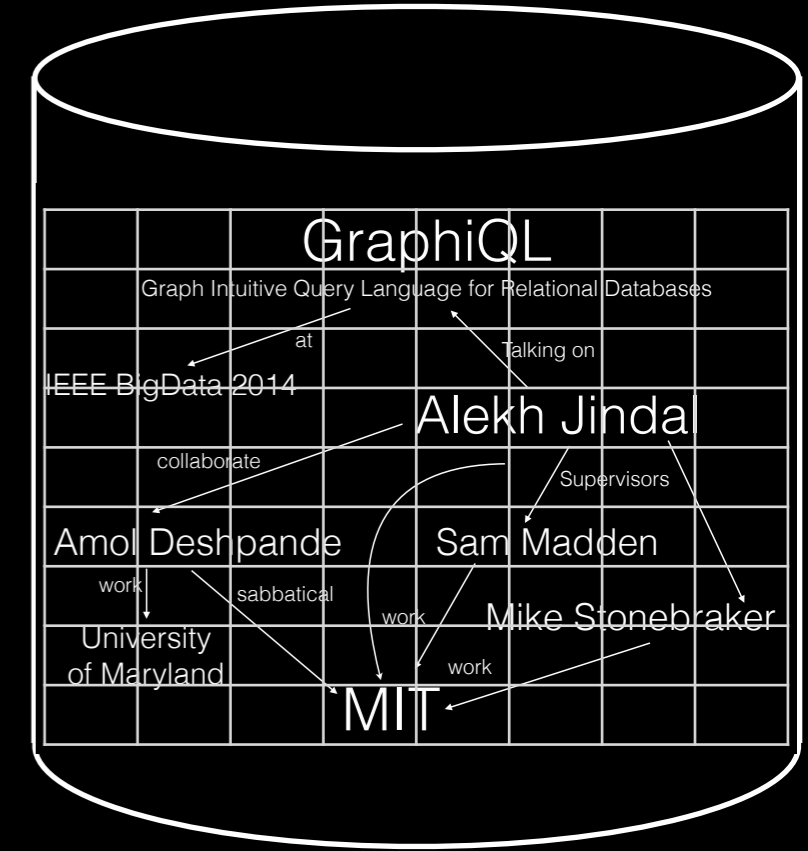 GraphiQL
Graph Intuitive Query Language for Relational Databases
at
Talking on
IEEE BigData 2014
Alekh Jindal
collaborate
Supervisors
Amol Deshpande
Sam Madden
work
sabbatical
work
Mike Stonebraker
University
of Maryland
work
MIT